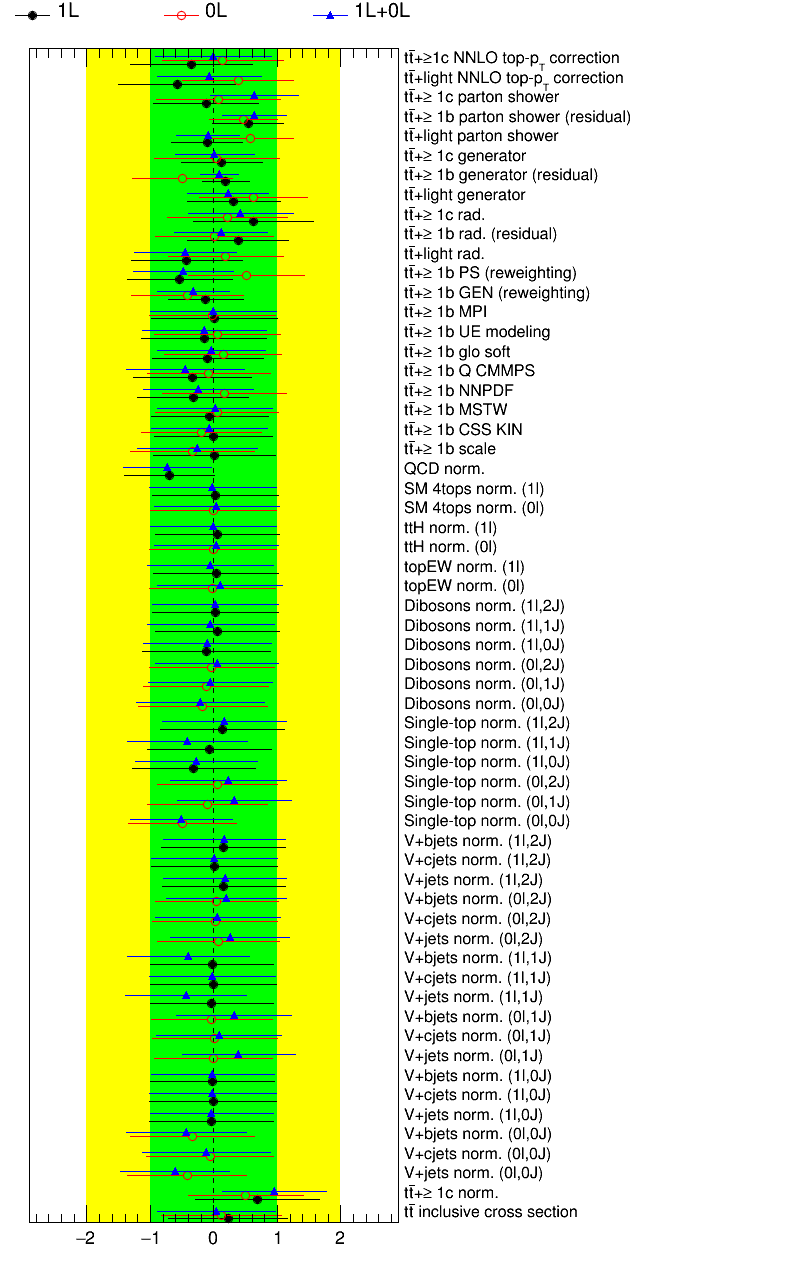 1L 0L 1L+0L
tt̄+≥1c NNLO top-p_T correction
tt̄+light NNLO top-p_T correction
tt̄+≥ 1c parton shower
tt̄+≥ 1b parton shower (residual)
tt̄+light parton shower
tt̄+≥ 1c generator
tt̄+≥ 1b generator (residual)
tt̄+light generator
tt̄+≥ 1c rad.
tt̄+≥ 1b rad. (residual)
tt̄+light rad.
tt̄+≥ 1b PS (reweighting)
tt̄+≥ 1b GEN (reweighting)
tt̄+≥ 1b MPI
tt̄+≥ 1b UE modeling
tt̄+≥ 1b glo soft
tt̄+≥ 1b Q CMMPS
tt̄+≥ 1b NNPDF
tt̄+≥ 1b MSTW
tt̄+≥ 1b CSS KIN
tt̄+≥ 1b scale
QCD norm.
SM 4tops norm. (1l)
SM 4tops norm. (0l)
ttH norm. (1l)
ttH norm. (0l)
topEW norm. (1l)
topEW norm. (0l)
Dibosons norm. (1l,2J)
Dibosons norm. (1l,1J)
Dibosons norm. (1l,0J)
Dibosons norm. (0l,2J)
Dibosons norm. (0l,1J)
Dibosons norm. (0l,0J)
Single-top norm. (1l,2J)
Single-top norm. (1l,1J)
Single-top norm. (1l,0J)
Single-top norm. (0l,2J)
Single-top norm. (0l,1J)
Single-top norm. (0l,0J)
V+bjets norm. (1l,2J)
V+cjets norm. (1l,2J)
V+jets norm. (1l,2J)
V+bjets norm. (0l,2J)
V+cjets norm. (0l,2J)
V+jets norm. (0l,2J)
V+bjets norm. (1l,1J)
V+cjets norm. (1l,1J)
V+jets norm. (1l,1J)
V+bjets norm. (0l,1J)
V+cjets norm. (0l,1J)
V+jets norm. (0l,1J)
V+bjets norm. (1l,0J)
V+cjets norm. (1l,0J)
V+jets norm. (1l,0J)
V+bjets norm. (0l,0J)
V+cjets norm. (0l,0J)
V+jets norm. (0l,0J)
tt̄+≥ 1c norm.
tt̄ inclusive cross section
−2 −1 0 1 2